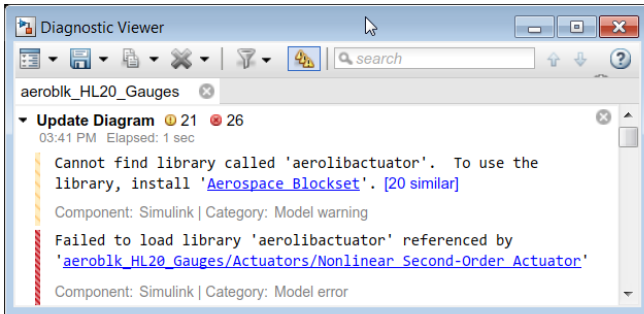 Diagnostic Viewer
search
aeroblk_HL20_Gauges
Update Diagram 21 26
03:41 PM Elapsed: 1 sec
Cannot find library called 'aerolibactuator'. To use the
library, install 'Aerospace Blockset'. [20 similar]
Component: Simulink | Category: Model warning
Failed to load library 'aerolibactuator' referenced by
'aeroblk_HL20_Gauges/Actuators/Nonlinear Second-Order Actuator'
Component: Simulink | Category: Model error